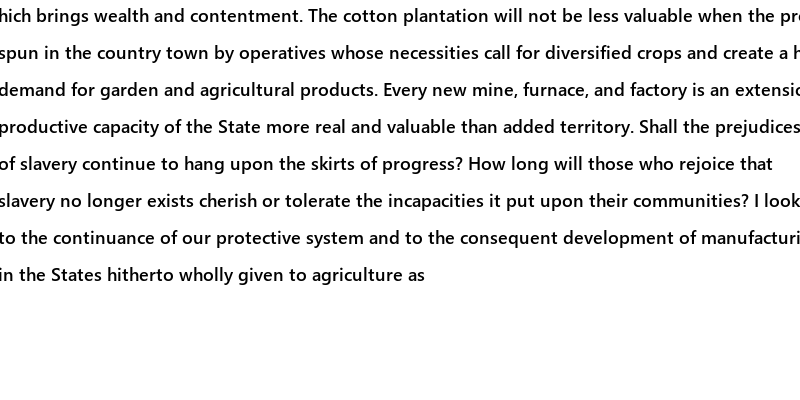 hich brings wealth and contentment. The cotton plantation will not be less valuable when the
spun in the country town by operatives whose necessities call for diversified crops and create a
demand for garden and agricultural products. Every new mine, furnace, and factory is an
productive capacity of the State more real and valuable than added territory. Shall the prejudices
of slavery continue to hang upon the skirts of progress? How long will those who rejoice that
slavery no longer exists cherish or tolerate the incapacities it put upon their communities? I look
to the continuance of our protective system and to the consequent development of
in the States hitherto wholly given to agriculture as